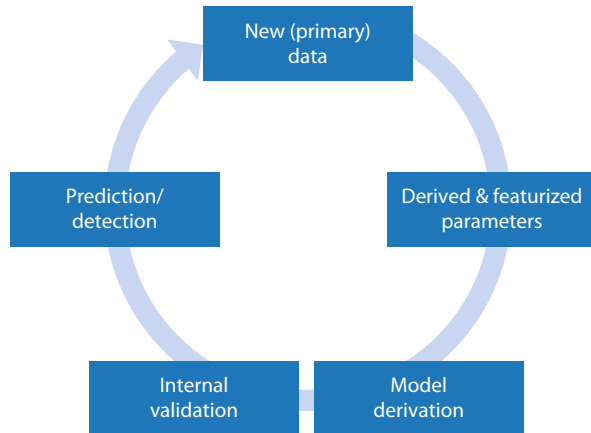 New (primary)
data
Derived & featurized
parameters
Model
derivation
Internal
validation
Prediction/
detection